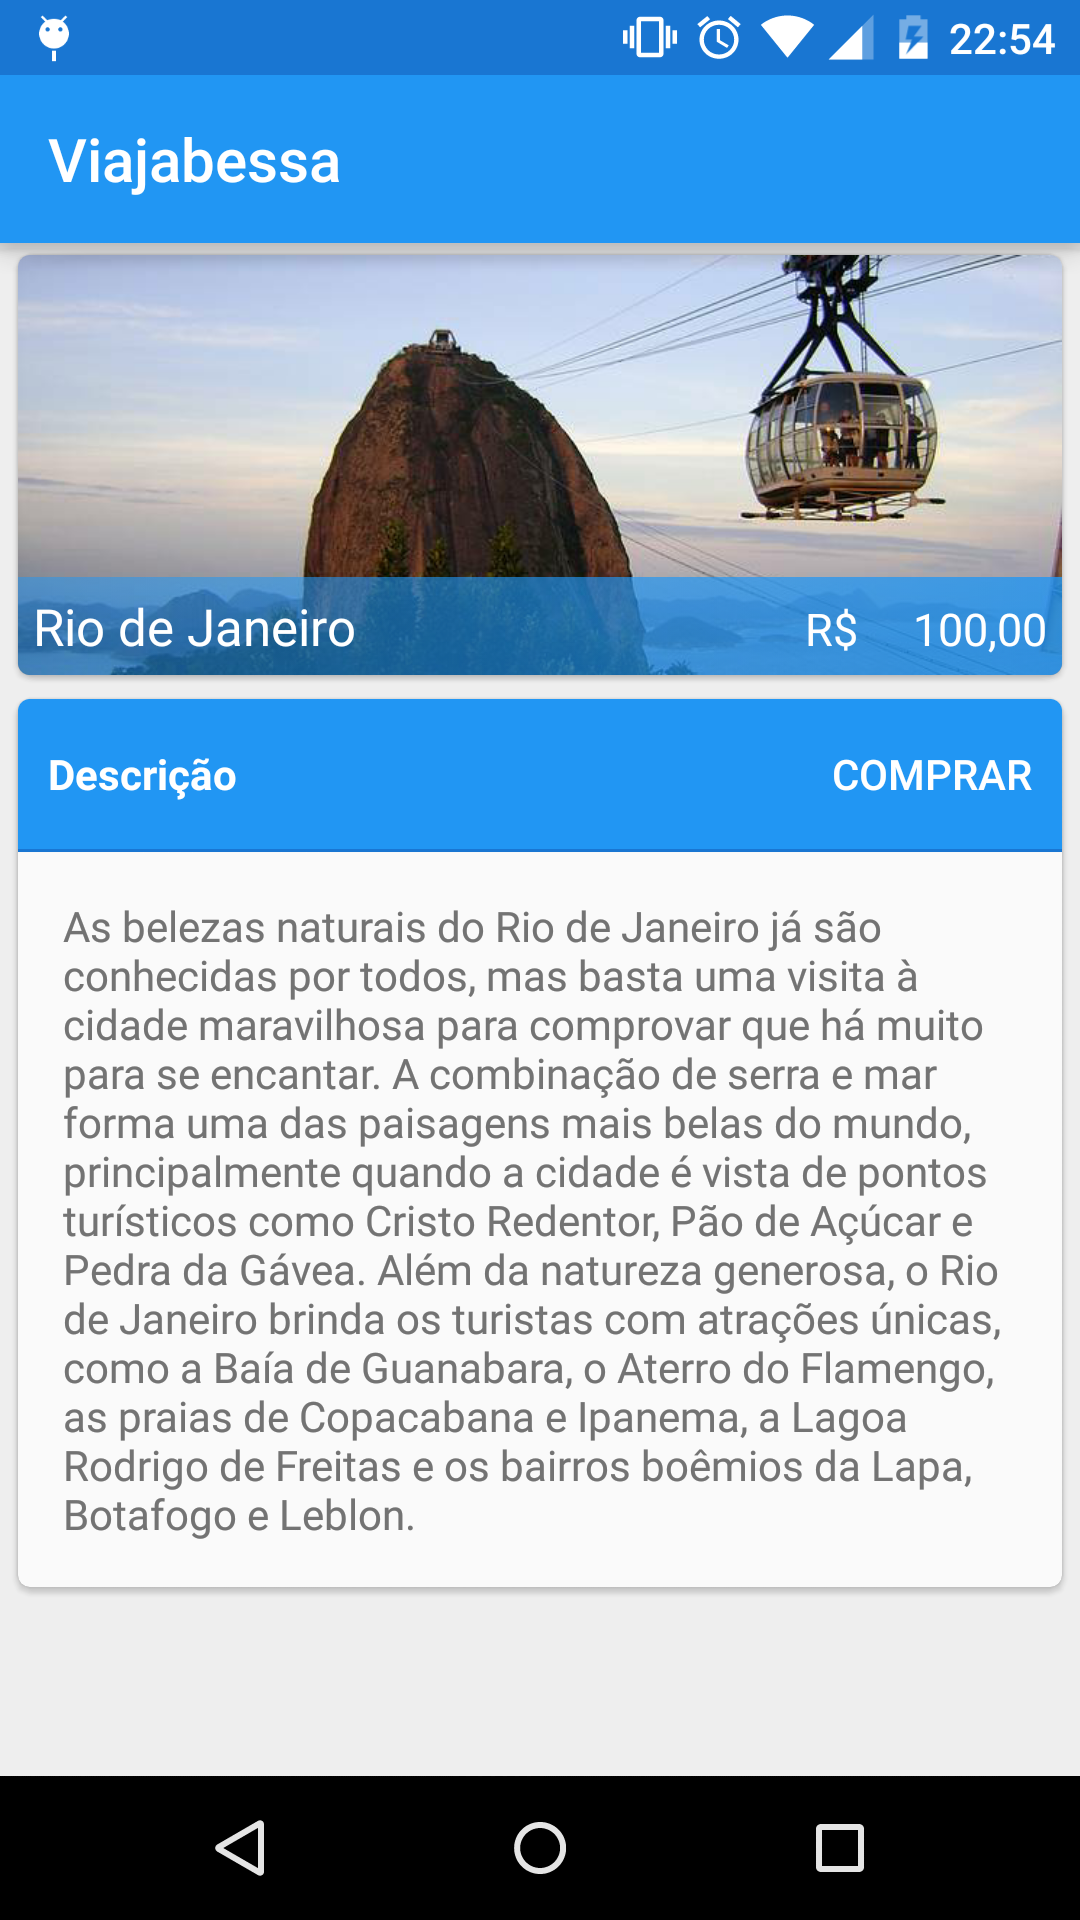 22:54
Viajabessa
Rio de Janeiro R$ 100,00
Descrição COMPRAR
As belezas naturais do Rio de Janeiro já são
conhecidas por todos, mas basta uma visita à
cidade maravilhosa para comprovar que há muito
para se encantar. A combinação de serra e mar
forma uma das paisagens mais belas do mundo,
principalmente quando a cidade é vista de pontos
turísticos como Cristo Redentor, Pão de Açúcar e
Pedra da Gávea. Além da natureza generosa, o Rio
de Janeiro brinda os turistas com atrações únicas,
como a Baía de Guanabara, o Aterro do Flamengo,
as praias de Copacabana e Ipanema, a Lagoa
Rodrigo de Freitas e os bairros boêmios da Lapa,
Botafogo e Leblon.